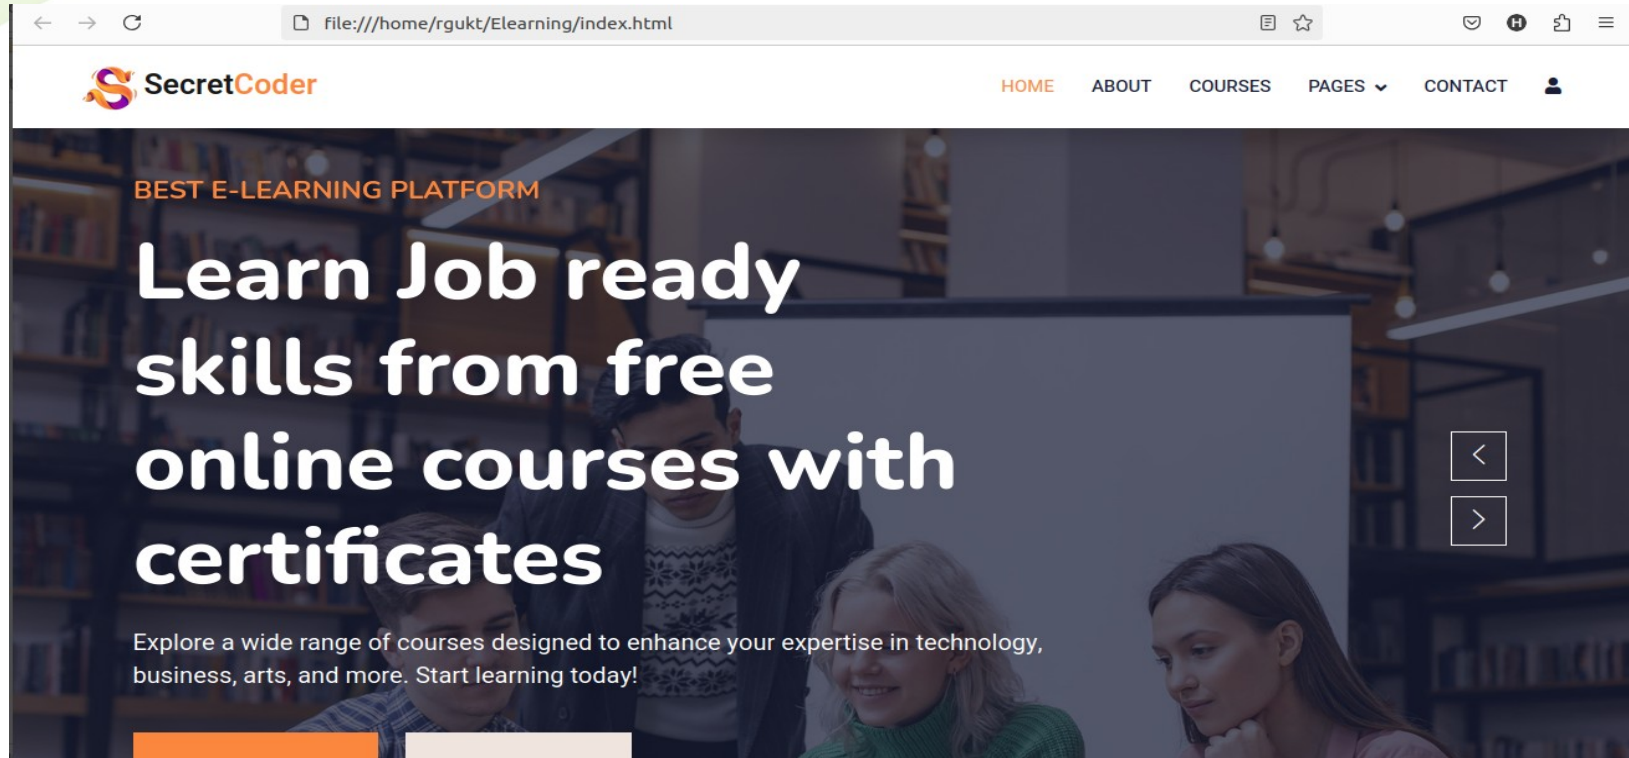 file:///home/rgukt/Elearning/index.html
SecretCoder
HOME ABOUT COURSES PAGES CONTACT
BEST E-LEARNING PLATFORM
Learn Job ready
skills from free
online courses with
certificates
Explore a wide range of courses designed to enhance your expertise in technology,
business, arts, and more. Start learning today!